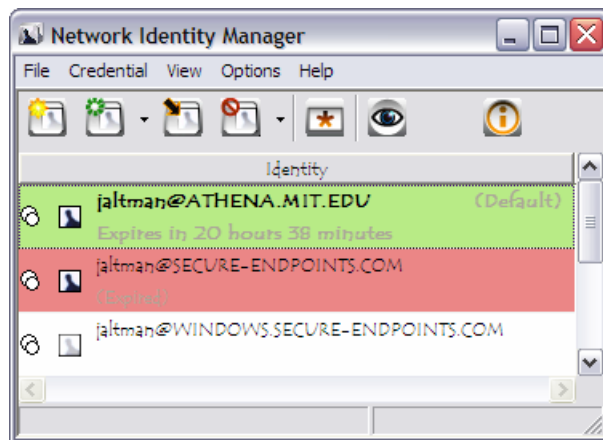 Network Identity Manager
File Credential View Options Help
Identity
jaltman@ATHENA.MIT.EDU (Default)
Expires in 20 hours 38 minutes
jaltman@SECURE-ENDPOINTS.COM
(Expired)
jaltman@WINDOWS.SECURE-ENDPOINTS.COM